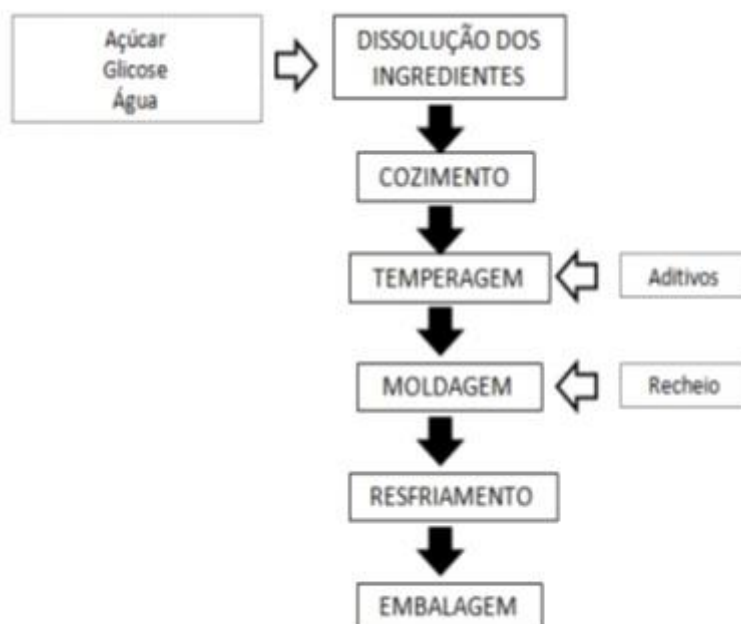 Açúcar
Glicose
Água
DISSOLUÇÃO DOS
INGREDIENTES
COZIMENTO
TEMPERAGEM
Aditivos
MOLDAGEM
Recheio
RESFRIAMENTO
EMBALAGEM